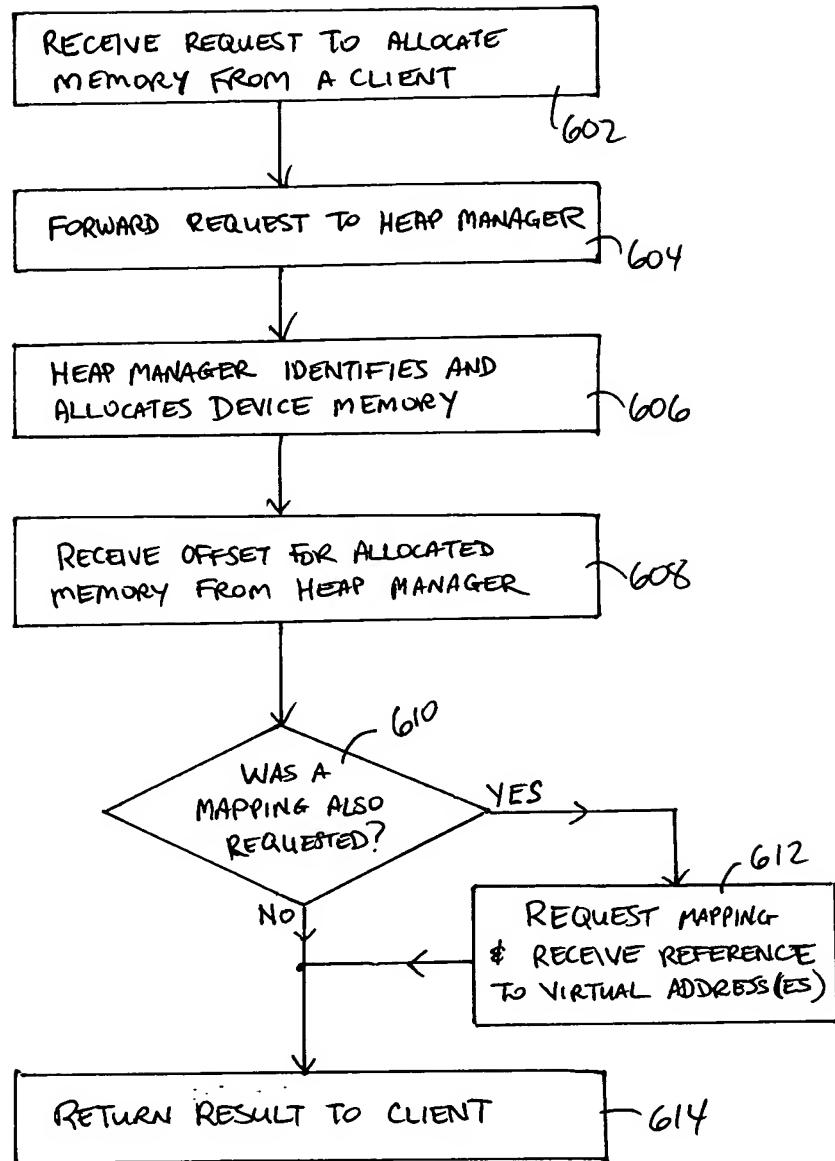 RECEIVE REQUEST TO ALLOCATE
MEMORY FROM A CLIENT
602
FORWARD REQUEST TO HEAP MANAGER
604
HEAP MANAGER IDENTIFIES AND
ALLOCATES DEVICE MEMORY
606
RECEIVE OFFSET FOR ALLOCATED
MEMORY FROM HEAP MANAGER
608
610
WAS A
MAPPING ALSO
REQUESTED?
YES
NO
612
REQUEST MAPPING
& RECEIVE REFERENCE
TO VIRTUAL ADDRESS(ES)
RETURN RESULT TO CLIENT
614